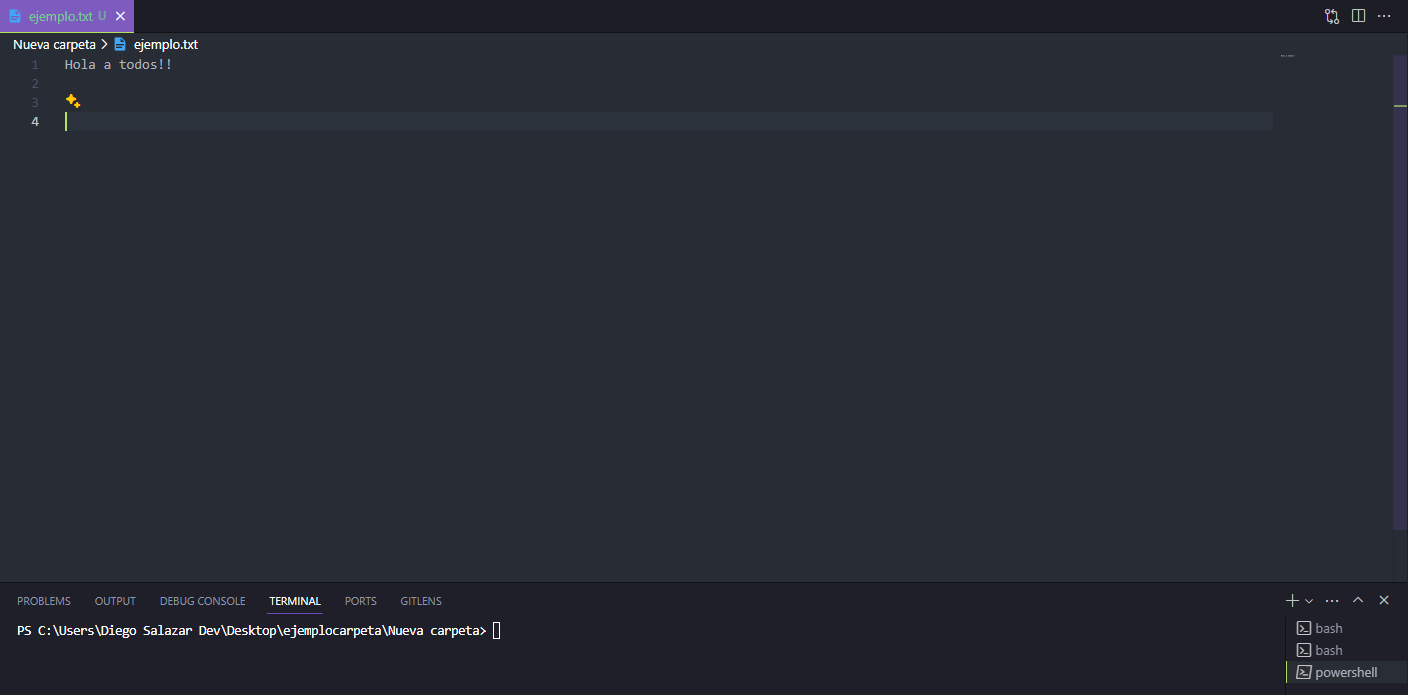 ejemplo.txt U
Nueva carpeta > ejemplo.txt
1 Hola a todos!!
2
3
4
PROBLEMS OUTPUT DEBUG CONSOLE TERMINAL PORTS GITLENS
PS C:\Users\Diego Salazar Dev\Desktop\ejemplocarpeta\Nueva carpeta>
bash
bash
powershell